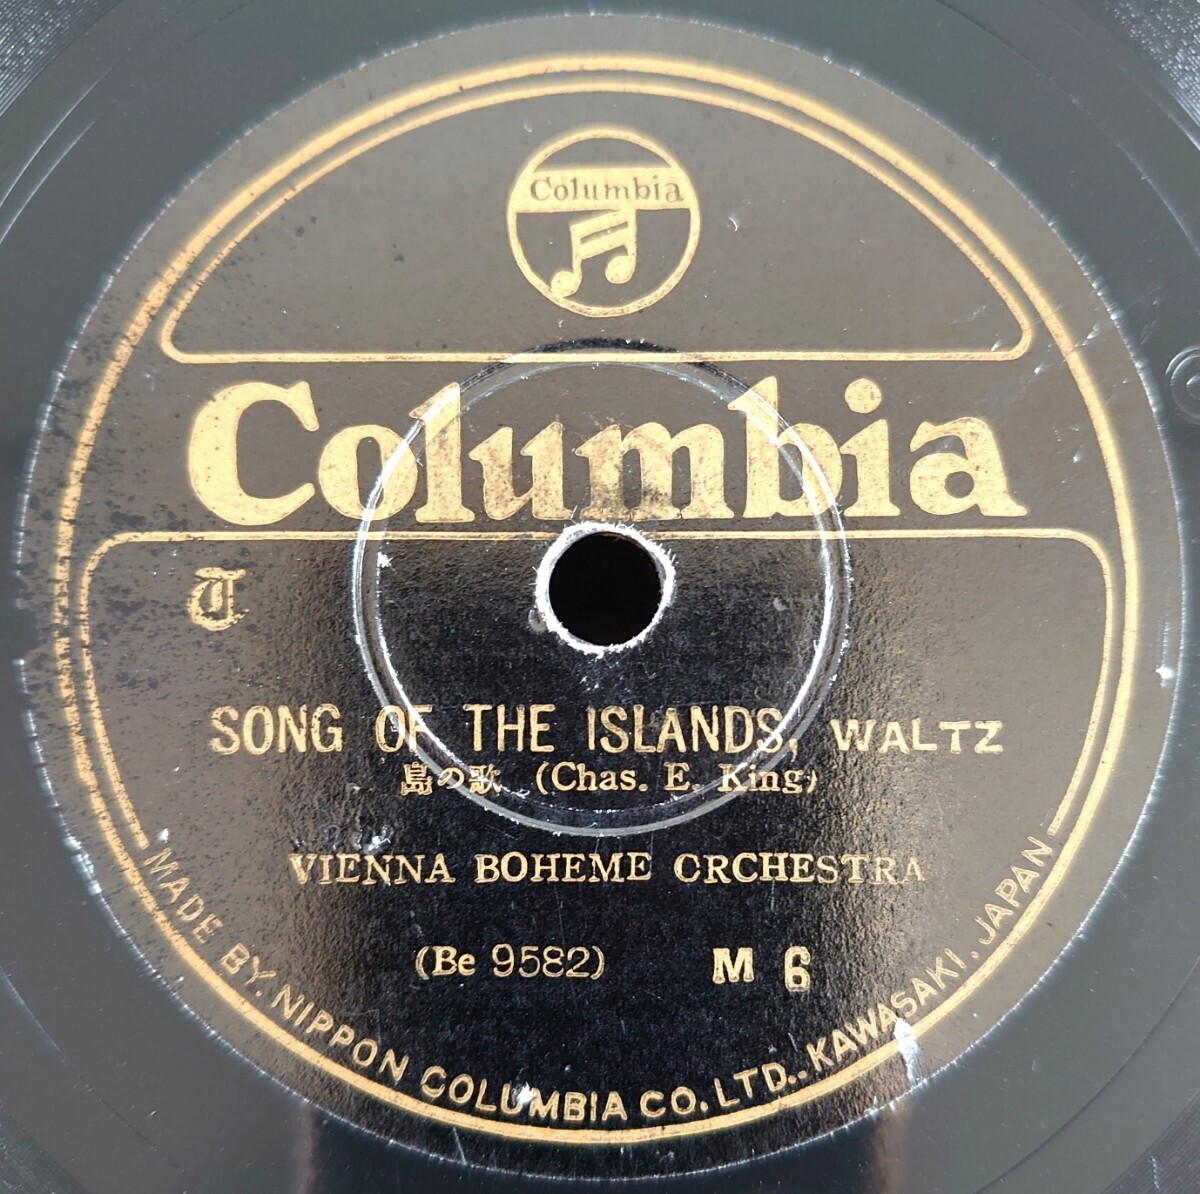 Columbia
Columbia
T
SONG OF THE ISLANDS, WALTZ
島の歌 (Chas. E. King)
VIENNA BOHEME ORCHESTRA
(Be 9582) M 6
MADE BY. NIPPON COLUMBIA CO. LTD.. KAWASAKI. JAPAN